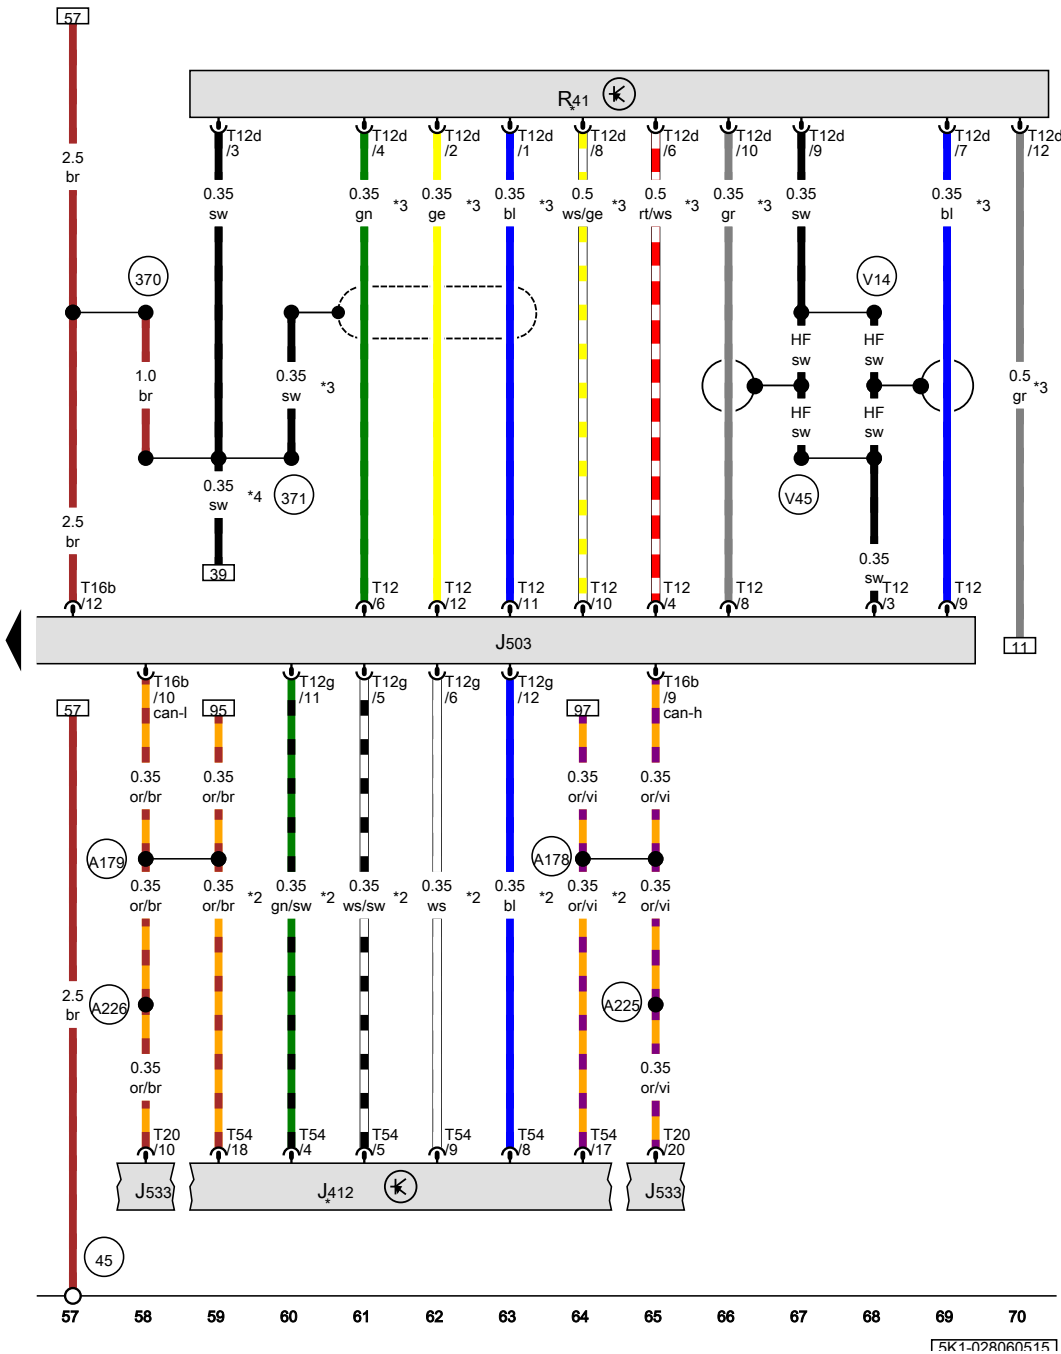 57
R41
*
T12d T12d T12d T12d T12d T12d T12d T12d T12d T12d
/3 /4 /2 /1 /8 /6 /10 /9 /7 /12
2.5 0.35 0.35 0.35 0.35 0.5 0.5 0.35 0.35 0.35
br sw gn *3 ge *3 bl *3 ws/ge *3 rt/ws *3 gr *3 sw bl *3
370 V14
HF HF
sw sw
1.0 0.35 0.5
br sw *3 gr *3
HF HF
sw sw
0.35
sw *4 371 V45
2.5
br
0.35
sw
39
T16b T12 T12 T12 T12 T12 T12 T12 T12
/12 /6 /12 /11 /10 /4 /8 /3 /9
J503
11
T16b T12g T12g T12g T12g T16b
/10 /11 /5 /6 /12 /9
can-l can-h
57 95 97
0.35 0.35 0.35 0.35
or/br or/br or/vi or/vi
A179 A178
0.35 0.35 0.35 0.35 0.35 0.35 0.35 0.35
or/br or/br *2 gn/sw *2 ws/sw *2 ws *2 bl *2 or/vi *2 or/vi
2.5
br
A226 A225
0.35 0.35
or/br or/vi
T20 T54 T54 T54 T54 T54 T54 T20
/10 /18 /4 /5 /9 /8 /17 /20
J533 J412 J533
*
45
57 58 59 60 61 62 63 64 65 66 67 68 69 70
5K1-028060515